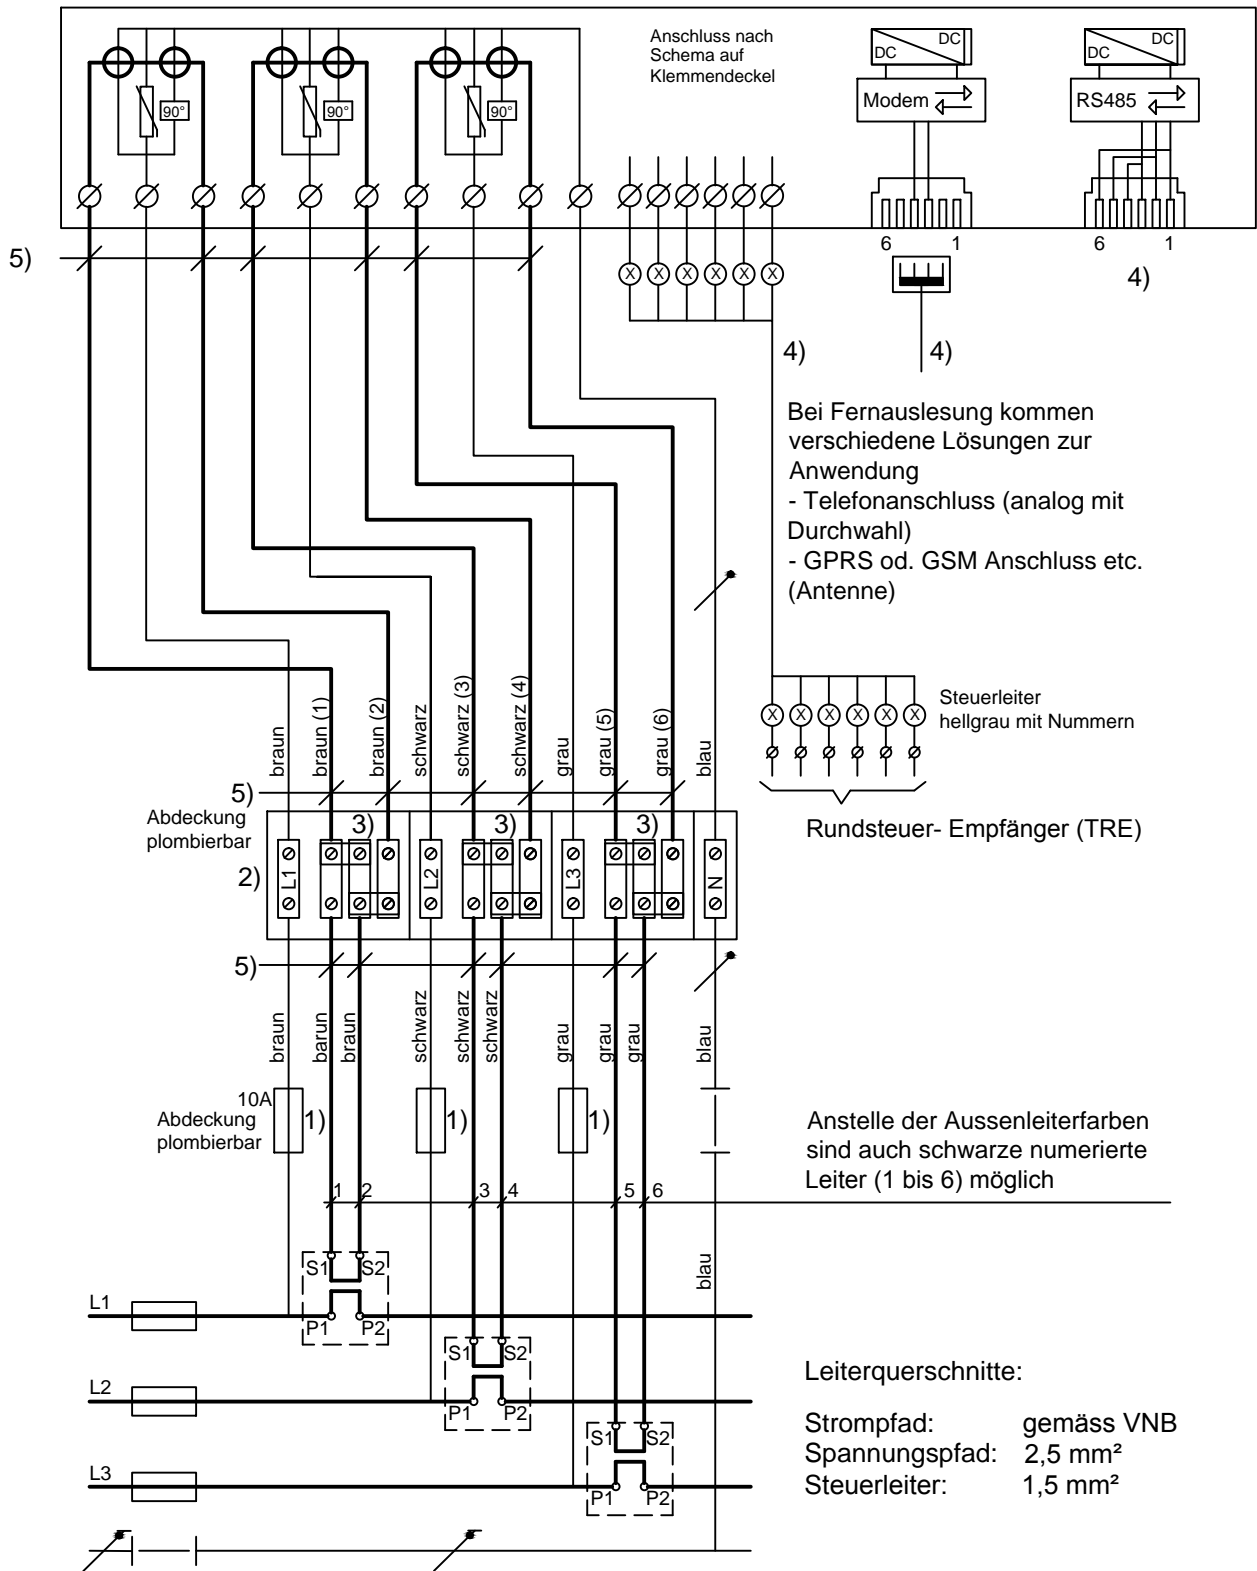 Anschluss nach
Schema auf
Klemmendeckel
DC DC
DC DC
90° 90° 90°
Modem
RS485
6 1
6 1
5)
4)
X X X X X X
4) 4)
Bei Fernauslesung kommen
verschiedene Lösungen zur
Anwendung
- Telefonanschluss (analog mit
Durchwahl)
- GPRS od. GSM Anschluss etc.
(Antenne)
braun
braun (1)
braun (2)
schwarz
schwarz (3)
schwarz (4)
grau
grau (5)
grau (6)
blau
X X X X X X
Steuerleiter
hellgrau mit Nummern
Rundsteuer- Empfänger (TRE)
5)
Abdeckung
plombierbar
3) 3) 3)
2)
L1 L2 L3 N
5)
braun
barun
braun
schwarz
schwarz
schwarz
grau
grau
grau
blau
10A
Abdeckung
plombierbar
1) 1) 1)
Anstelle der Aussenleiterfarben
sind auch schwarze numerierte
Leiter (1 bis 6) möglich
1 2 3 4 5 6
blau
S1 S2
L1
P1 P2
S1 S2
L2
P1 P2
S1 S2
L3
P1 P2
Leiterquerschnitte:
Strompfad: gemäss VNB
Spannungspfad: 2,5 mm²
Steuerleiter: 1,5 mm²